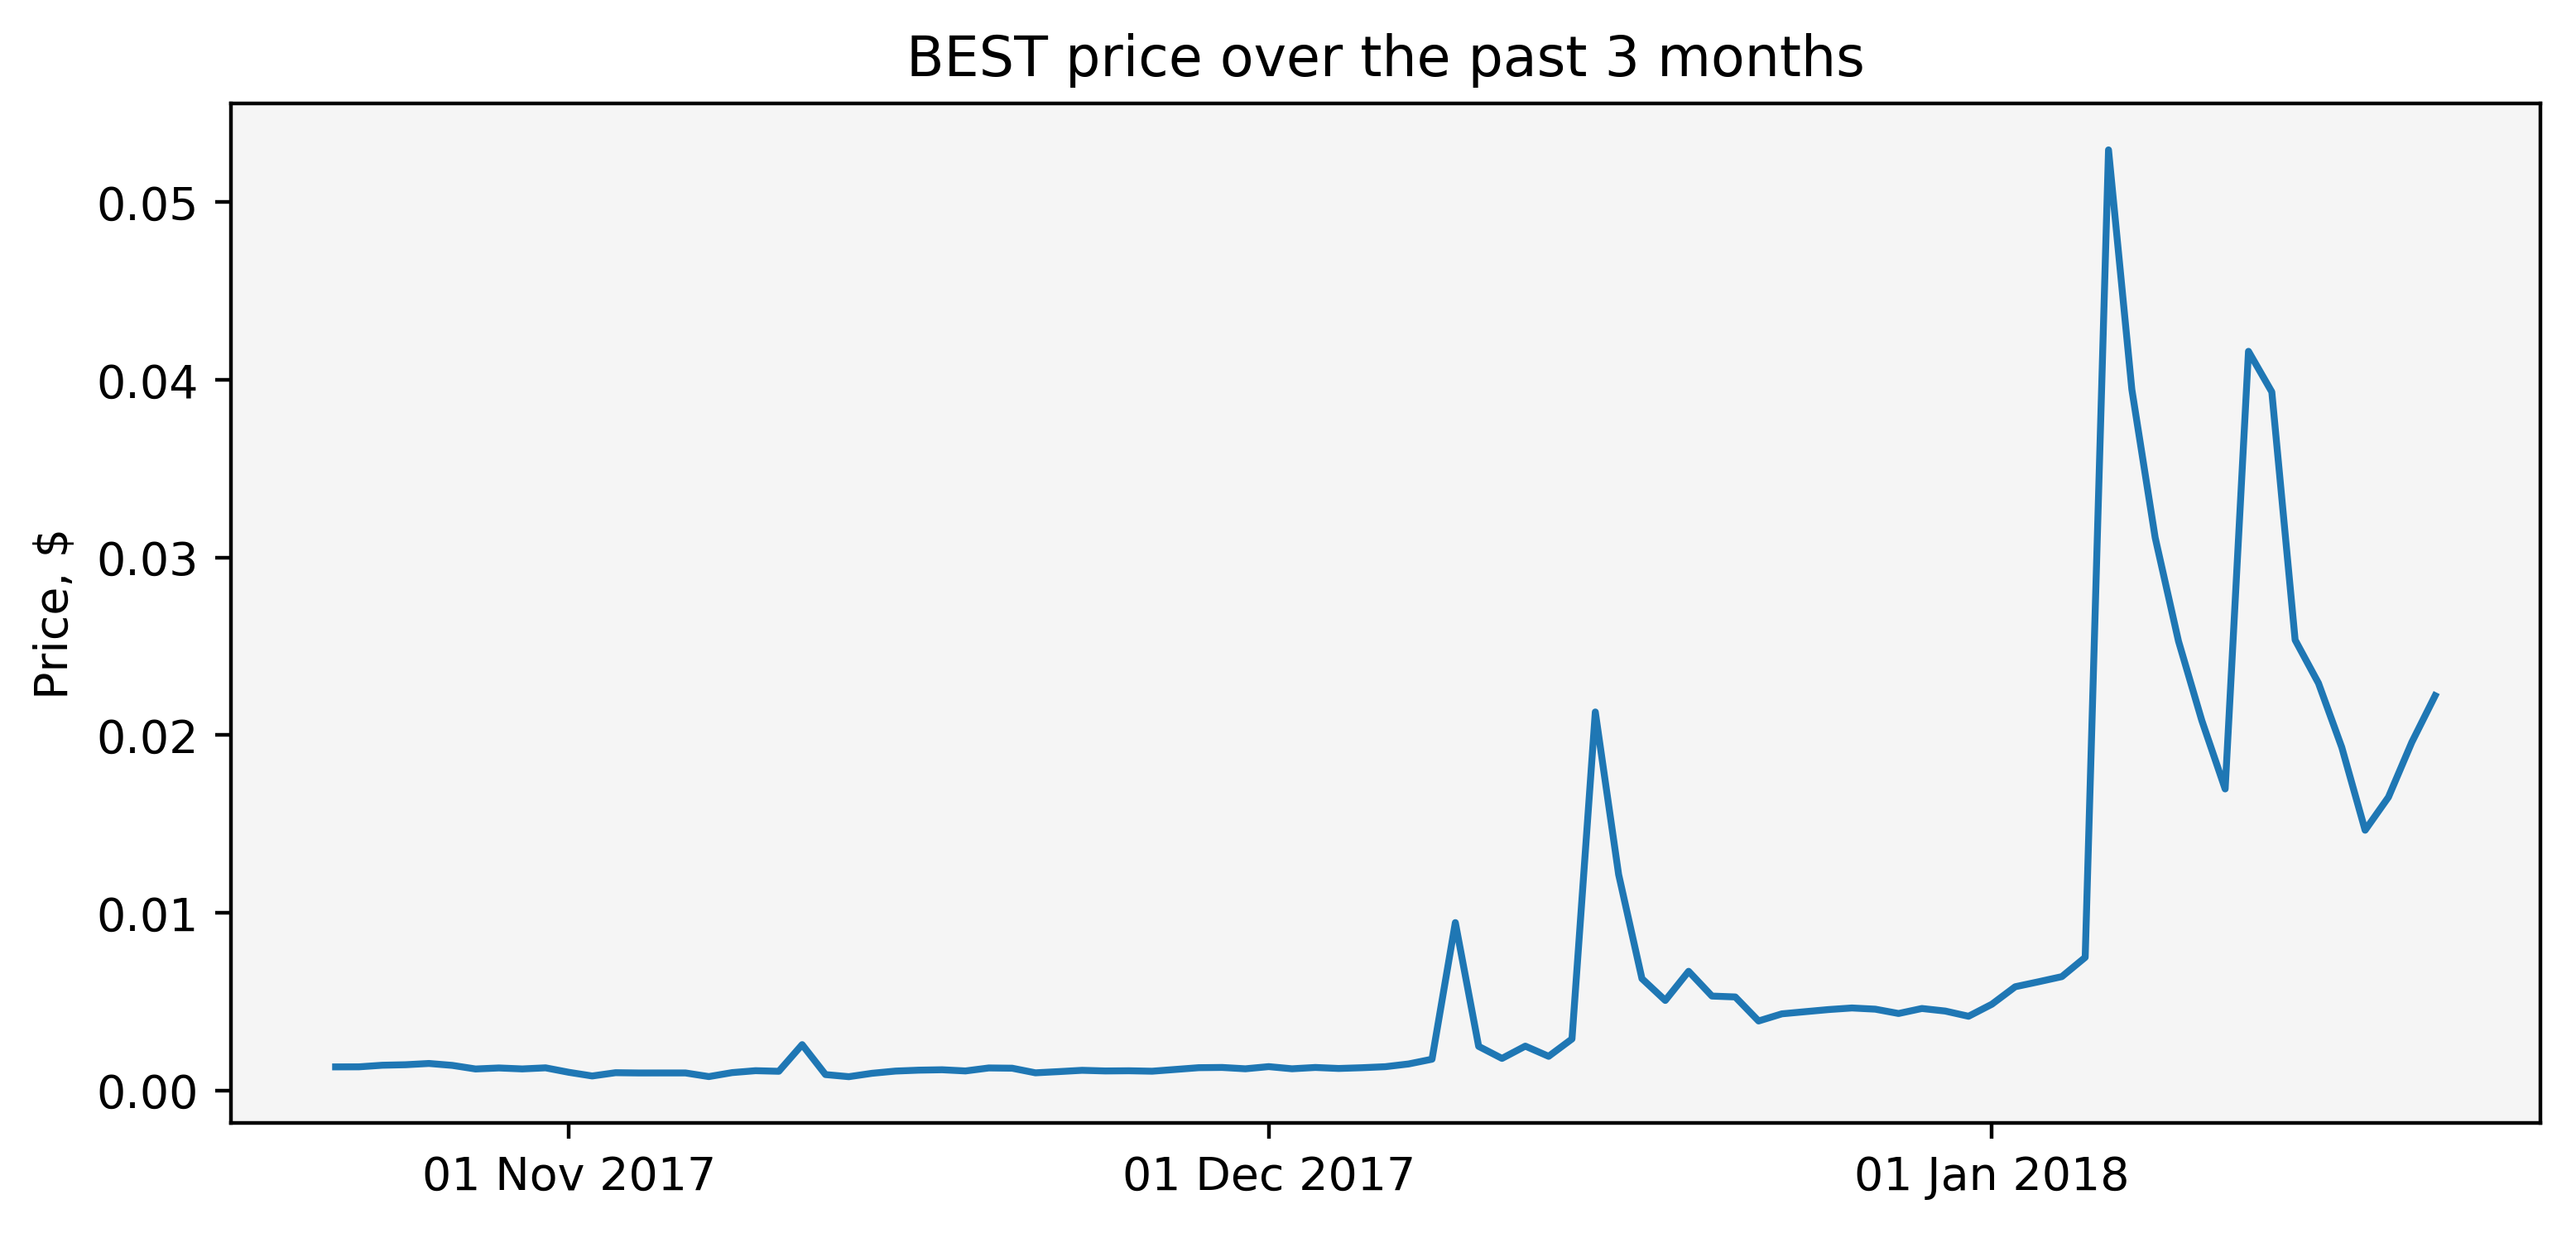 BEST price over the past 3 months
Price, $
0.05
0.04
0.03
0.02
0.01
0.00
01 Nov 2017
01 Dec 2017
01 Jan 2018